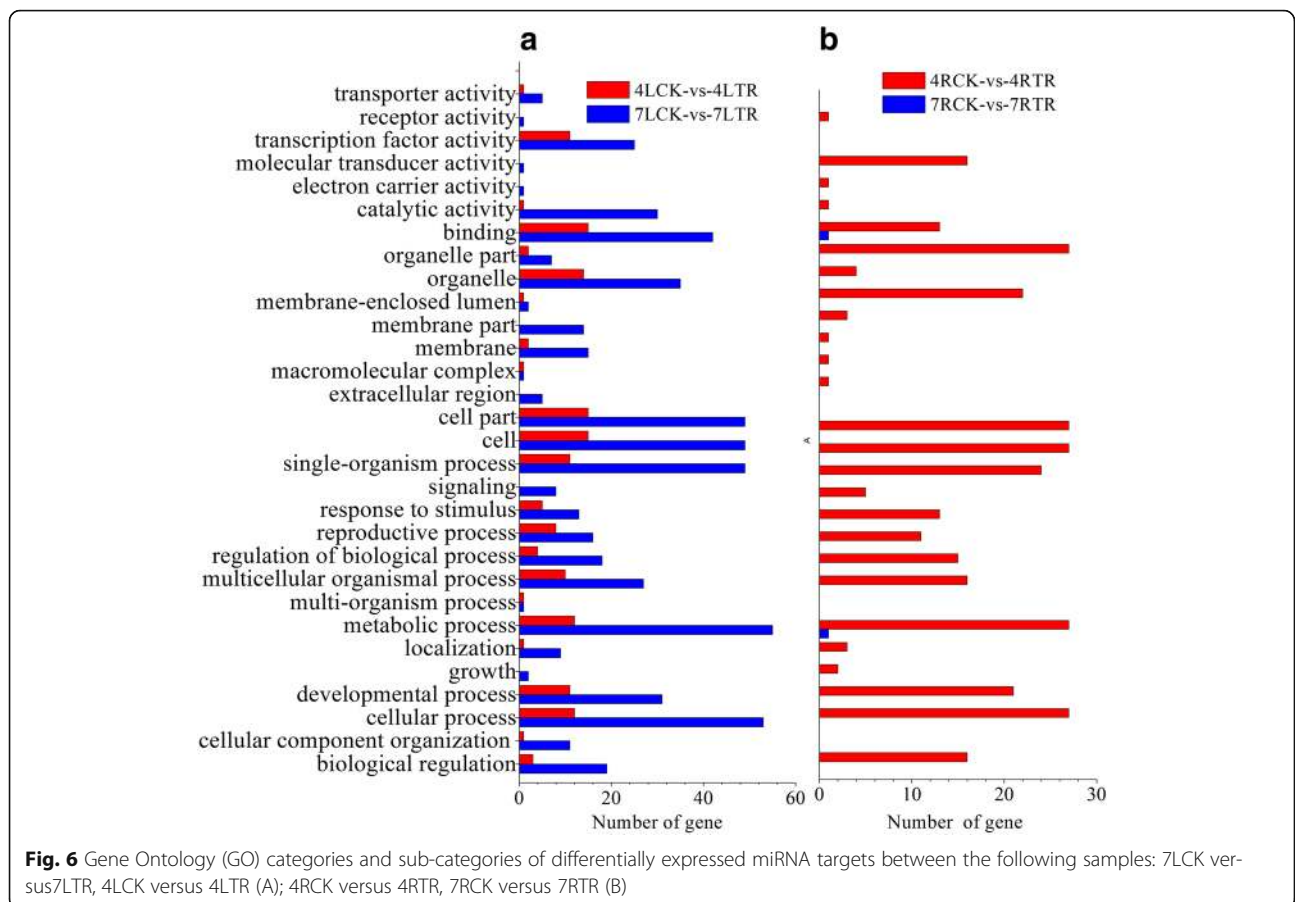 a
b
4LCK-vs-4LTR
7LCK-vs-7LTR
4RCK-vs-4RTR
7RCK-vs-7RTR
transporter activity
receptor activity
transcription factor activity
molecular transducer activity
electron carrier activity
catalytic activity
binding
organelle part
organelle
membrane-enclosed lumen
membrane part
membrane
macromolecular complex
extracellular region
cell part
cell
single-organism process
signaling
response to stimulus
reproductive process
regulation of biological process
multicellular organismal process
multi-organism process
metabolic process
localization
growth
developmental process
cellular process
cellular component organization
biological regulation
A
0 20 40 60
Number of gene
0 10 20 30
Number of gene
Fig. 6 Gene Ontology (GO) categories and sub-categories of differentially expressed miRNA targets between the following samples: 7LCK ver-
sus7LTR, 4LCK versus 4LTR (A); 4RCK versus 4RTR, 7RCK versus 7RTR (B)